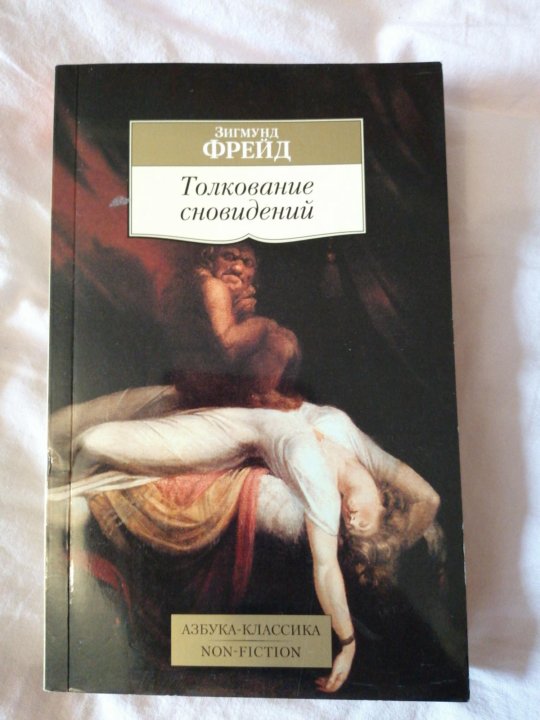 Зигмунд
ФРЕЙД
Толкование
сновидений
АЗБУКА-КЛАССИКА
NON-FICTION